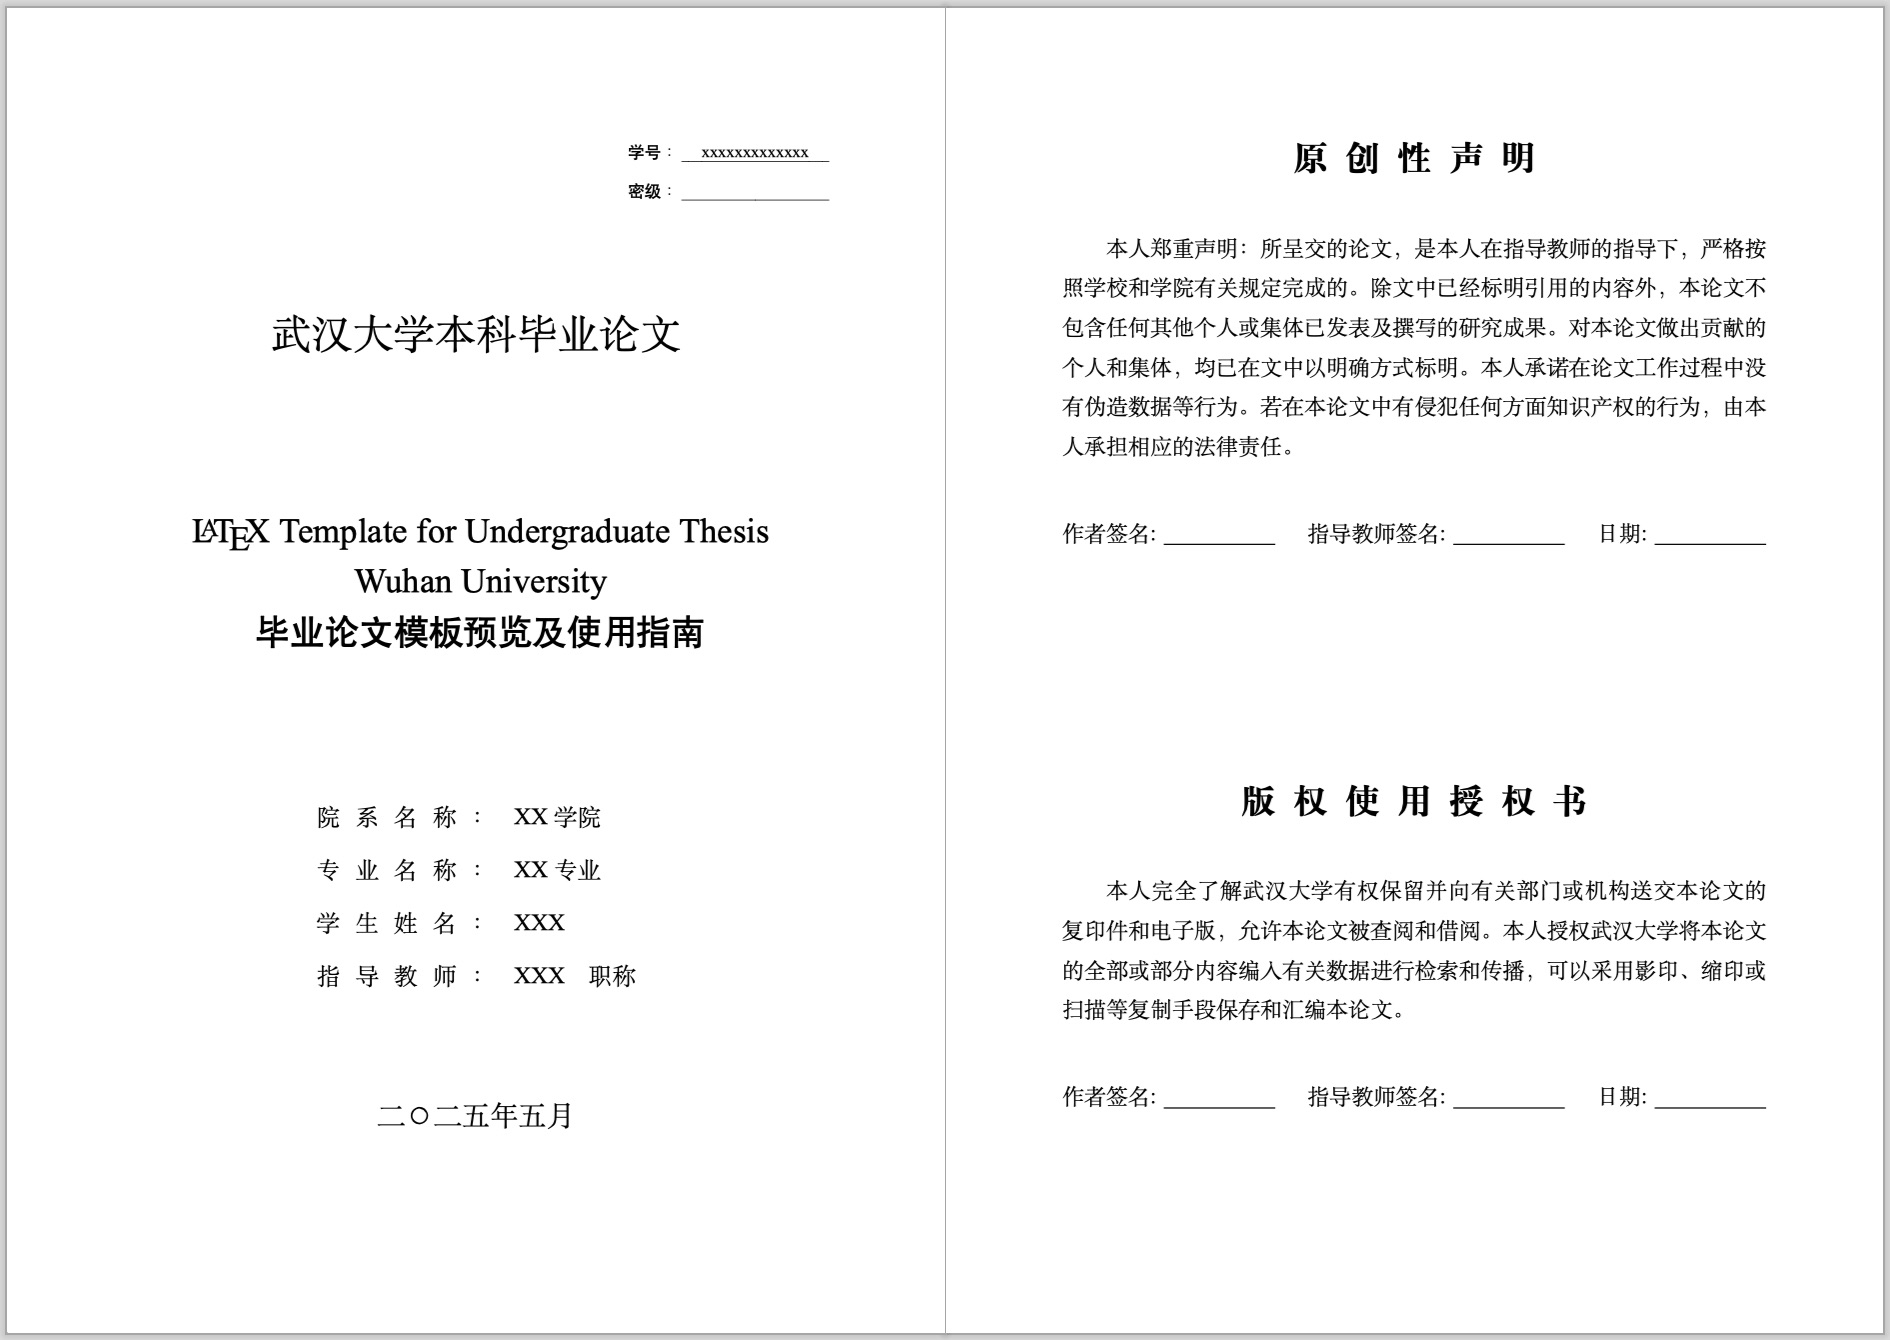 学号： xxxxxxxxxxxxx
密级：
武汉大学本科毕业论文
LATEX Template for Undergraduate Thesis
Wuhan University
毕业论文模板预览及使用指南
院系名称： XX 学院
专业名称： XX 专业
学生姓名： XXX
指导教师： XXX 职称
二〇二五年五月
原创性声明
本人郑重声明：所呈交的论文，是本人在指导教师的指导下，严格按
照学校和学院有关规定完成的。除文中已经标明引用的内容外，本论文不
包含任何其他个人或集体已发表及撰写的研究成果。对本论文做出贡献的
个人和集体，均已在文中以明确方式标明。本人承诺在论文工作过程中没
有伪造数据等行为。若在本论文中有侵犯任何方面知识产权的行为，由本
人承担相应的法律责任。
作者签名: 指导教师签名: 日期:
版权使用授权书
本人完全了解武汉大学有权保留并向有关部门或机构送交本论文的
复印件和电子版，允许本论文被查阅和借阅。本人授权武汉大学将本论文
的全部或部分内容编入有关数据进行检索和传播，可以采用影印、缩印或
扫描等复制手段保存和汇编本论文。
作者签名: 指导教师签名: 日期: